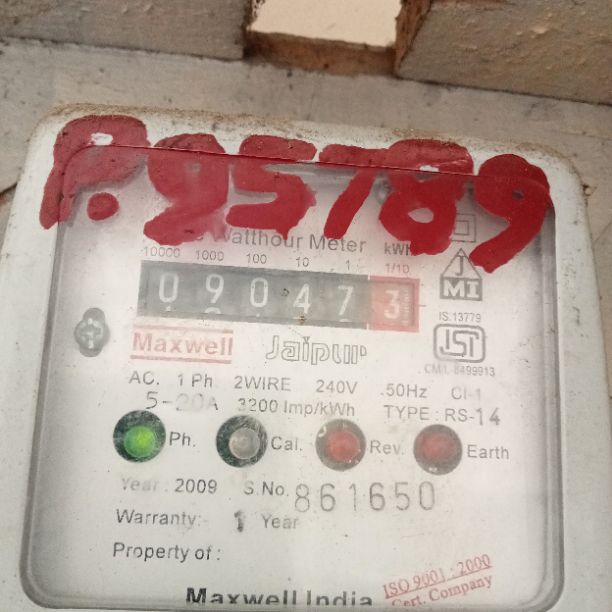 P.95789
Watthour Meter kWh
10000 1000 100 10 1 1/10
0 9 0 4 7 3
JMI
IS:13779
ISI
CM/L-8499913
Maxwell Jaipur
AC. 1 Ph 2WIRE 240V .50Hz Cl-1
5-20A 3200 Imp/kWh TYPE : RS-14
Ph. Cal. Rev. Earth
Year : 2009 S.No. 861650
Warranty:- 1 Year
Property of :
ISO 9001 : 2000
Cert. Company
Maxwell India